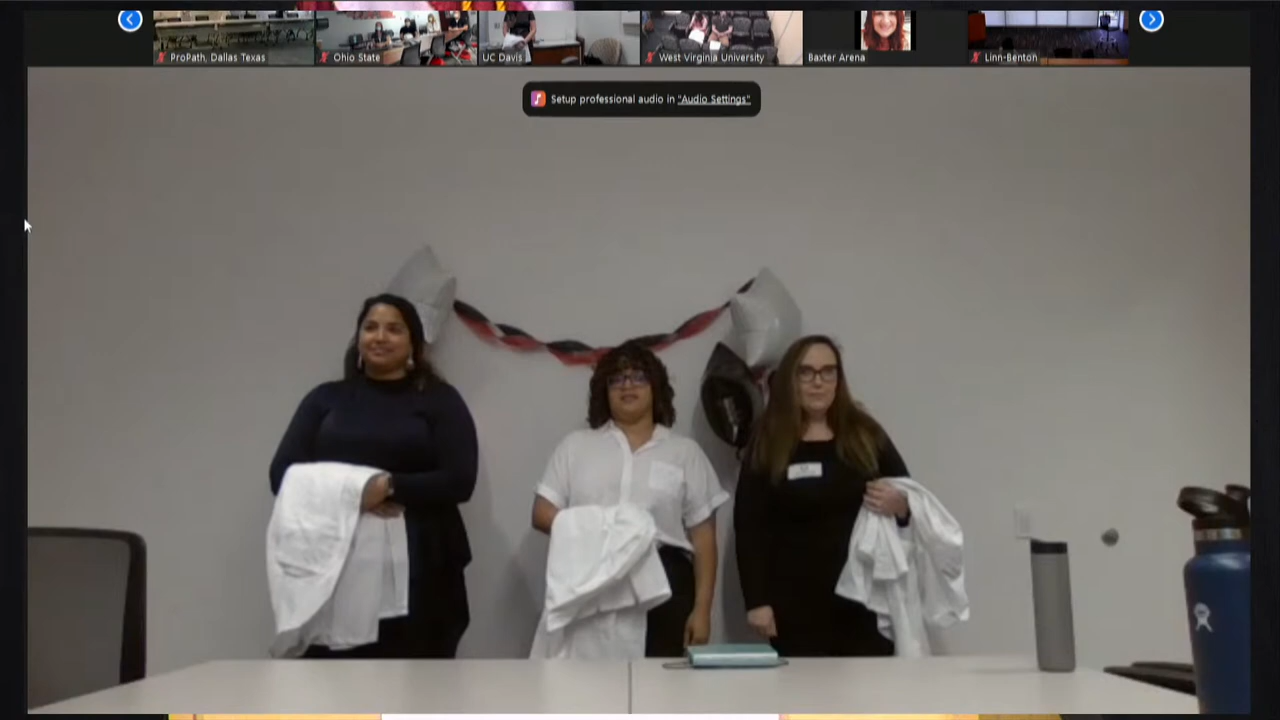 ProPath, Dallas Texas
Ohio State
UC Davis
West Virginia University
Baxter Arena
Linn-Benton
Setup professional audio in "Audio Settings"